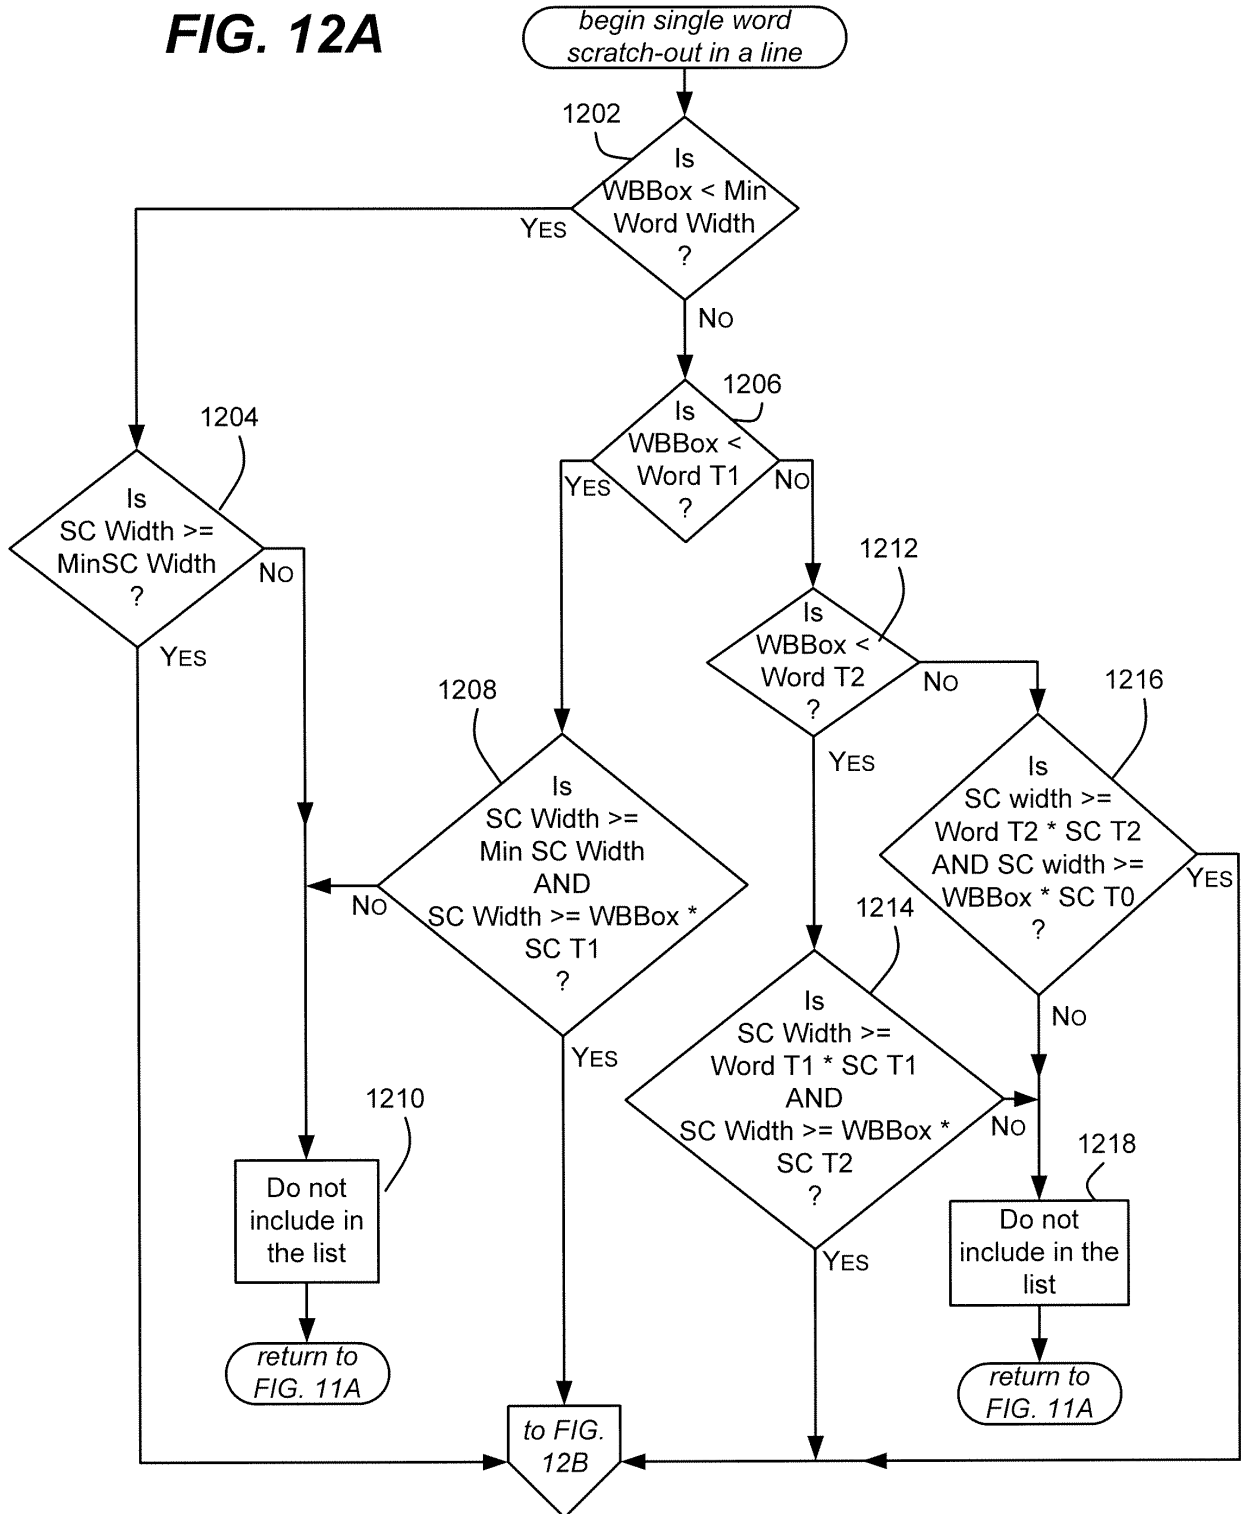 FIG. 12A
begin single word
scratch-out in a line
1202
Is
WBBox < Min
Word Width
?
YES
NO
1206
Is
WBBox <
Word T1
?
YES
NO
1204
Is
SC Width >=
MinSC Width
?
NO
YES
1212
Is
WBBox <
Word T2
?
NO
YES
1208
Is
SC Width >=
Min SC Width
AND
SC Width >= WBBox *
SC T1
?
NO
YES
1216
Is
SC width >=
Word T2 * SC T2
AND SC width >=
WBBox * SC T0
?
YES
NO
1214
Is
SC Width >=
Word T1 * SC T1
AND
SC Width >= WBBox *
SC T2
?
NO
YES
1210
Do not
include in
the list
return to
FIG. 11A
1218
Do not
include in the
list
return to
FIG. 11A
to FIG.
12B